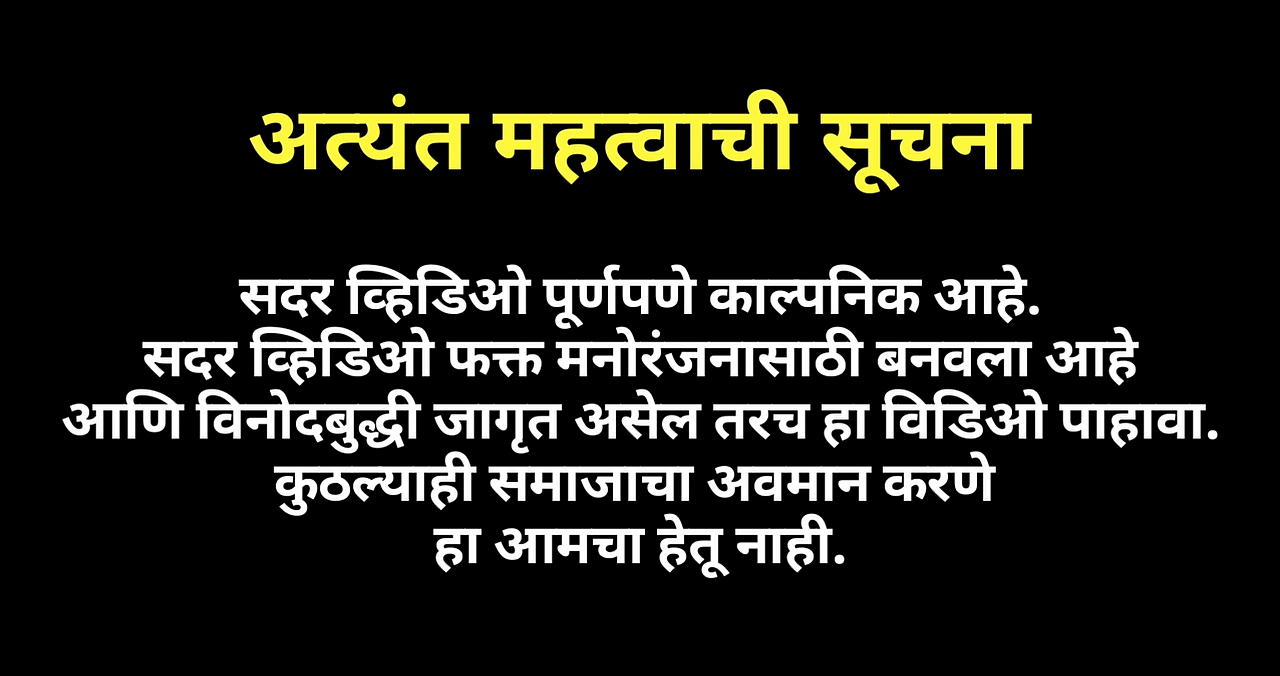 अत्यंत महत्वाची सूचना
सदर व्हिडिओ पूर्णपणे काल्पनिक आहे.
सदर व्हिडिओ फक्त मनोरंजनासाठी बनवला आहे
आणि विनोदबुद्धी जागृत असेल तरच हा विडिओ पाहावा.
कुठल्याही समाजाचा अवमान करणे
हा आमचा हेतू नाही.